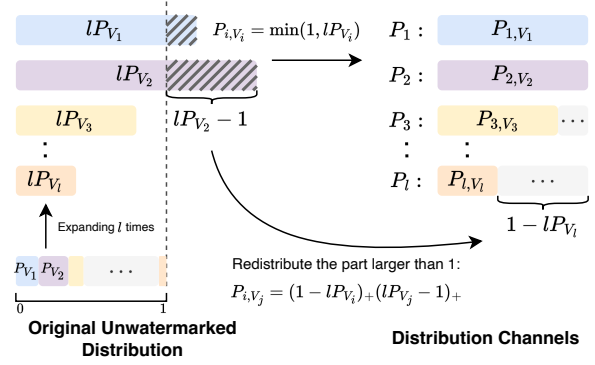 lP_{V_1}
P_{i,V_i} = min(1, lP_{V_i})
P_1 :
P_{1,V_1}
lP_{V_2}
P_2 :
P_{2,V_2}
lP_{V_3}
lP_{V_2} − 1
P_3 :
P_{3,V_3}
···
⋮
⋮
⋮
lP_{V_l}
P_l :
P_{l,V_l}
···
Expanding l times
1 − lP_{V_l}
P_{V_1}
P_{V_2}
···
Redistribute the part larger than 1:
P_{i,V_j} = (1 − lP_{V_i})_+(lP_{V_j} − 1)_+
0
1
Original Unwatermarked
Distribution
Distribution Channels